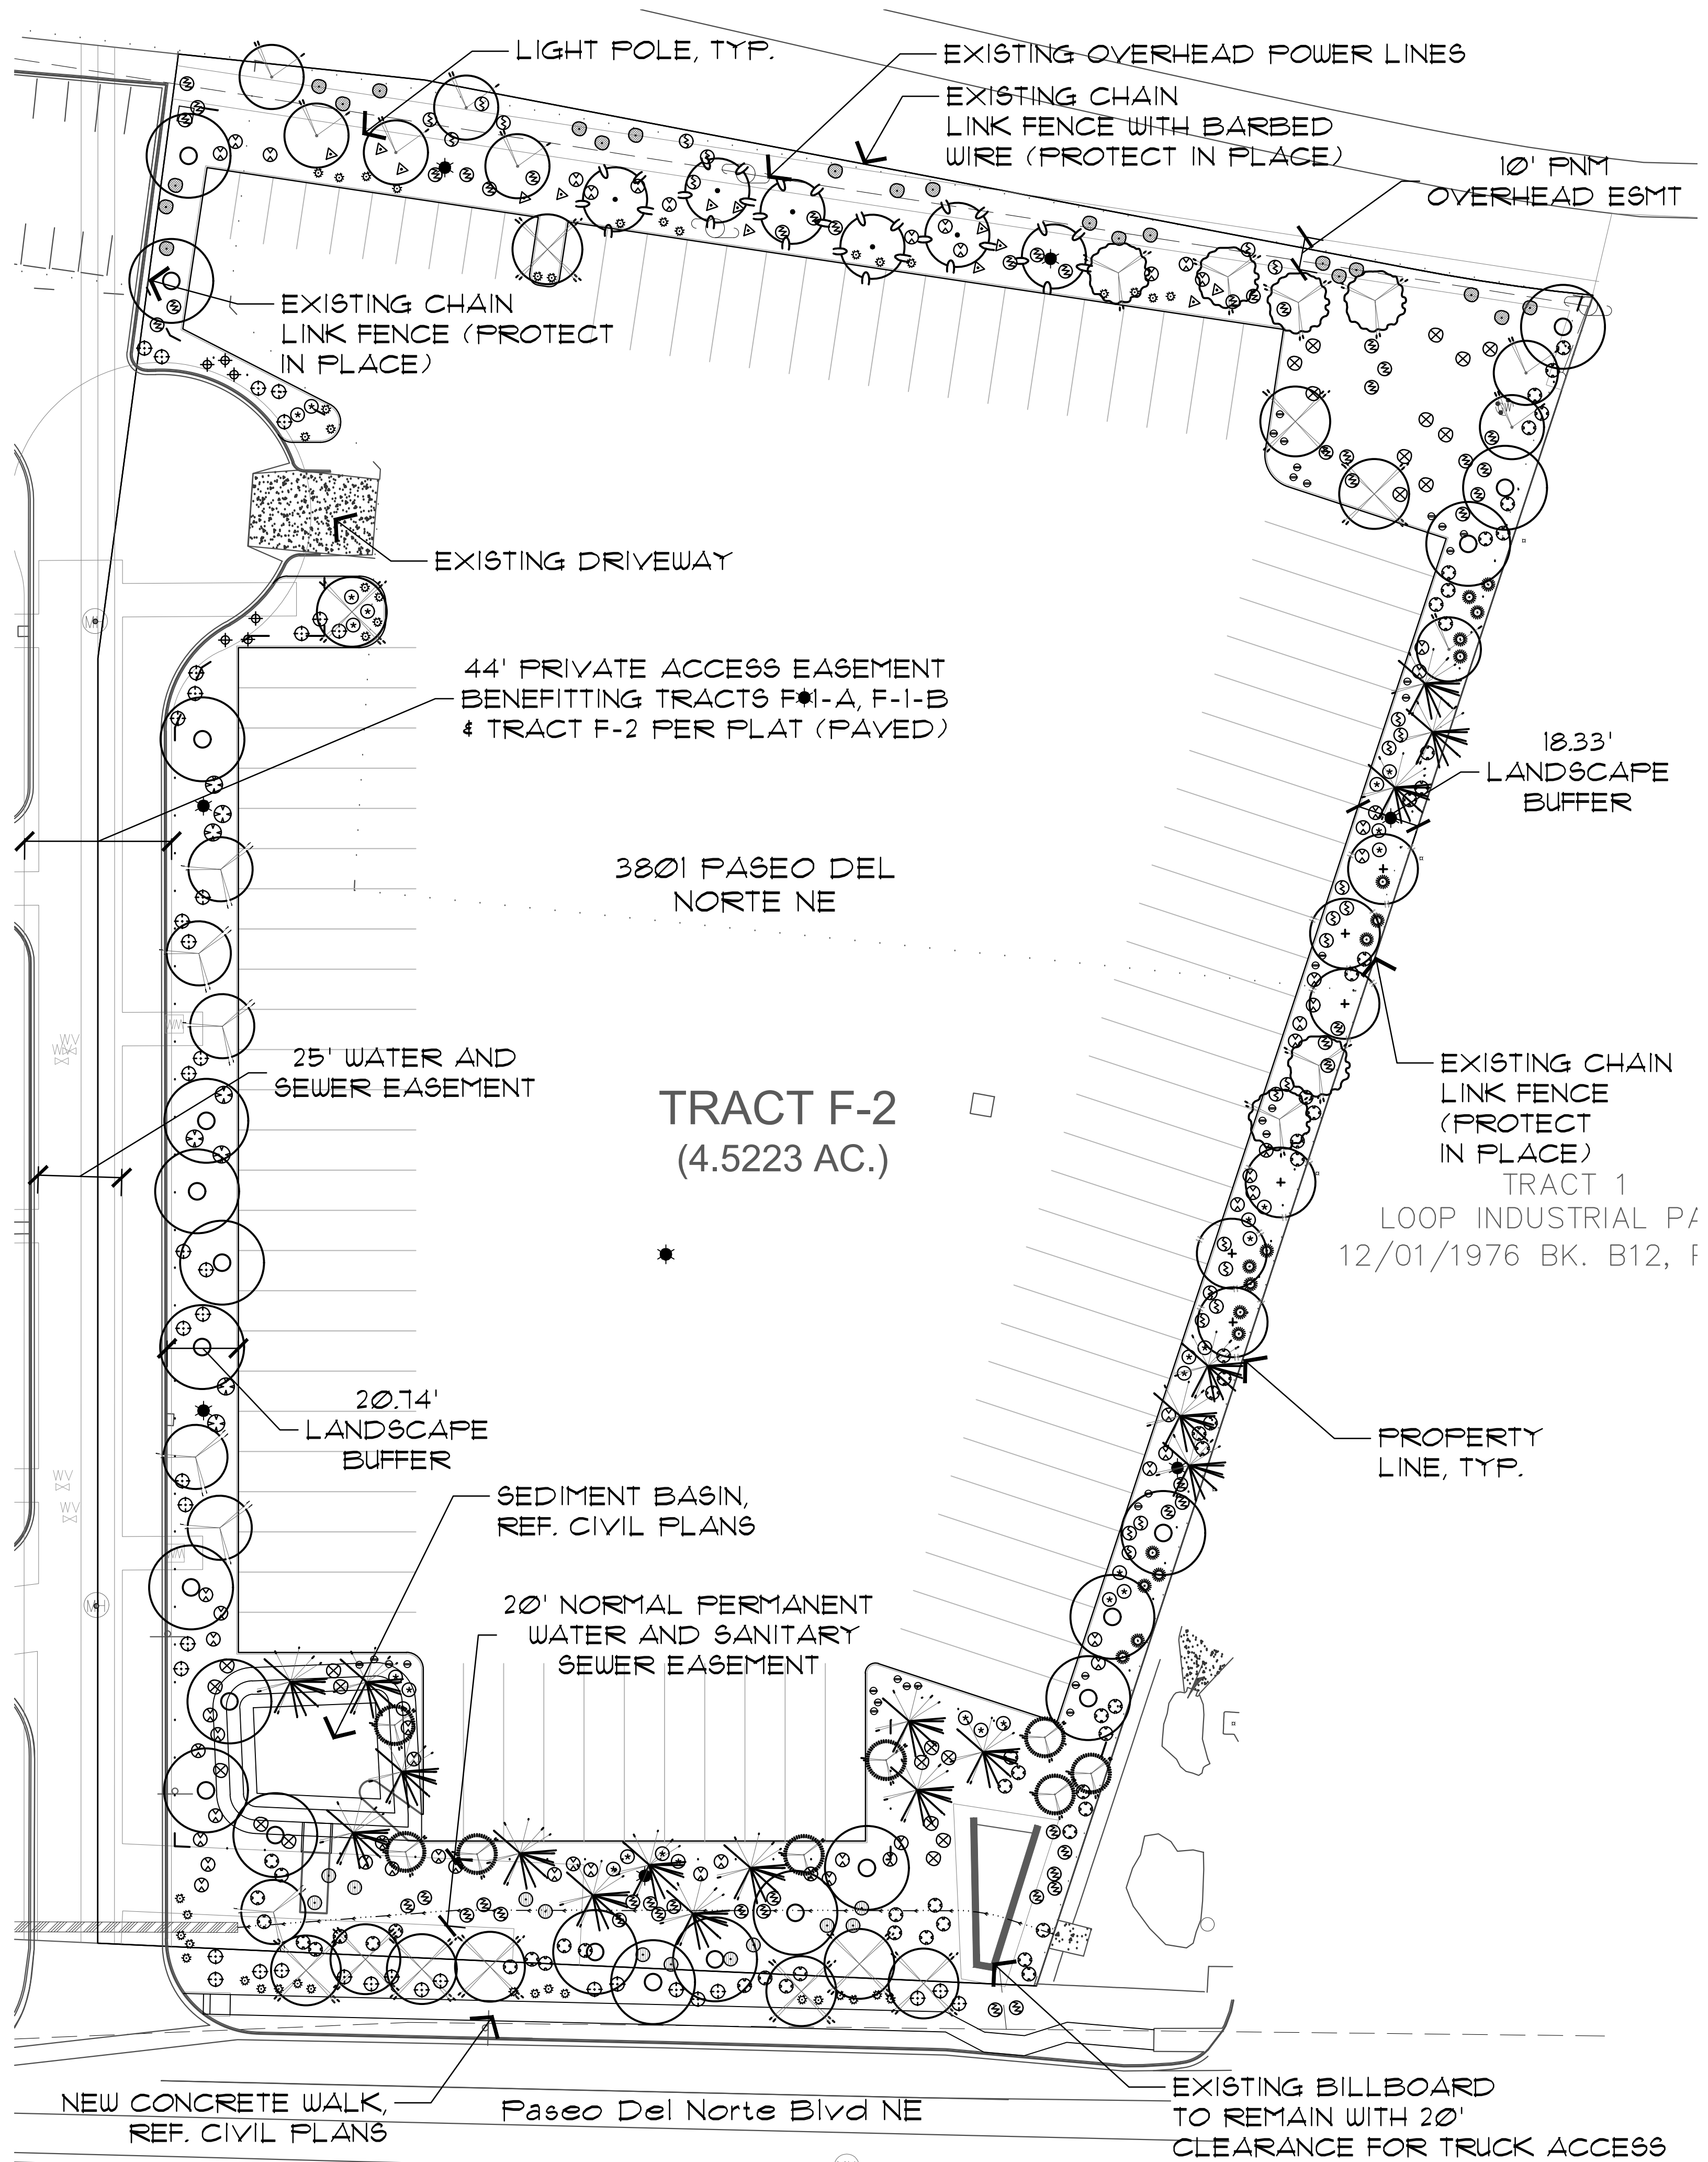 LIGHT POLE, TYP.
EXISTING OVERHEAD POWER LINES
EXISTING CHAIN
LINK FENCE WITH BARBED
WIRE (PROTECT IN PLACE)
10' PNM
OVERHEAD ESMT
EXISTING CHAIN
LINK FENCE (PROTECT
IN PLACE)
EXISTING DRIVEWAY
44' PRIVATE ACCESS EASEMENT
BENEFITTING TRACTS F-1-A, F-1-B
& TRACT F-2 PER PLAT (PAVED)
18.33'
LANDSCAPE
BUFFER
3801 PASEO DEL
NORTE NE
25' WATER AND
SEWER EASEMENT
TRACT F-2
(4.5223 AC.)
EXISTING CHAIN
LINK FENCE
(PROTECT
IN PLACE)
TRACT 1
LOOP INDUSTRIAL PA
12/01/1976 BK. B12,
20.74'
LANDSCAPE
BUFFER
PROPERTY
LINE, TYP.
SEDIMENT BASIN,
REF. CIVIL PLANS
20' NORMAL PERMANENT
WATER AND SANITARY
SEWER EASEMENT
WV
WV
WV
WM
WM
MH
NEW CONCRETE WALK,
REF. CIVIL PLANS
Paseo Del Norte Blvd NE
EXISTING BILLBOARD
TO REMAIN WITH 20'
CLEARANCE FOR TRUCK ACCESS